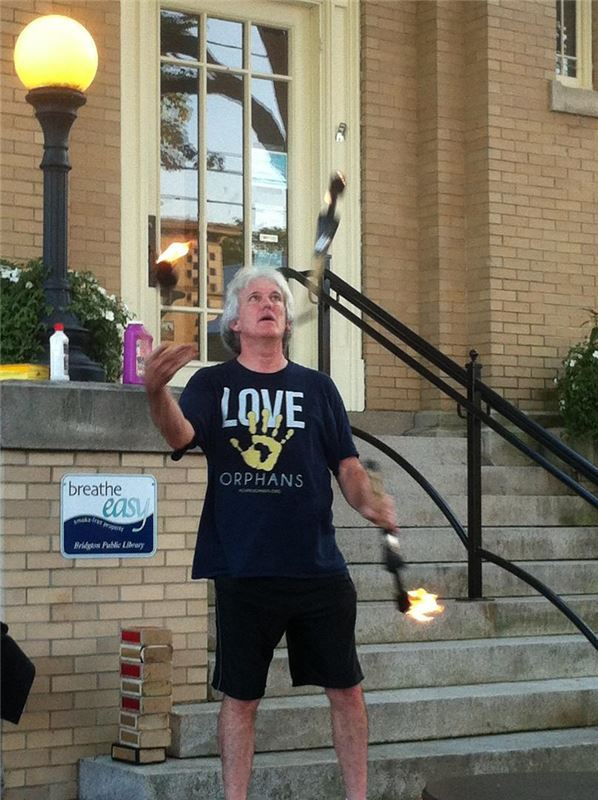 LOVE
ORPHANS
breathe
easy
smoke-free property
Bridgton Public Library